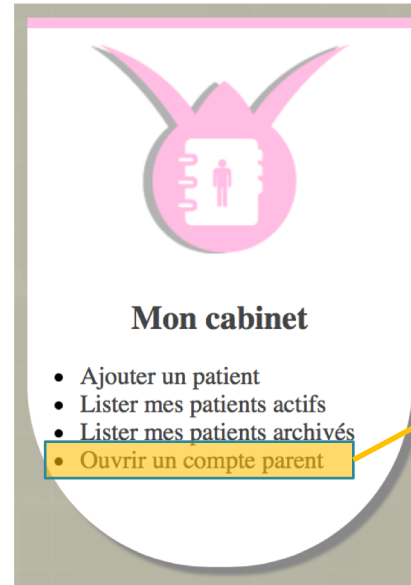 Mon cabinet
• Ajouter un patient
• Lister mes patients actifs
• Lister mes patients archivés
• Ouvrir un compte parent